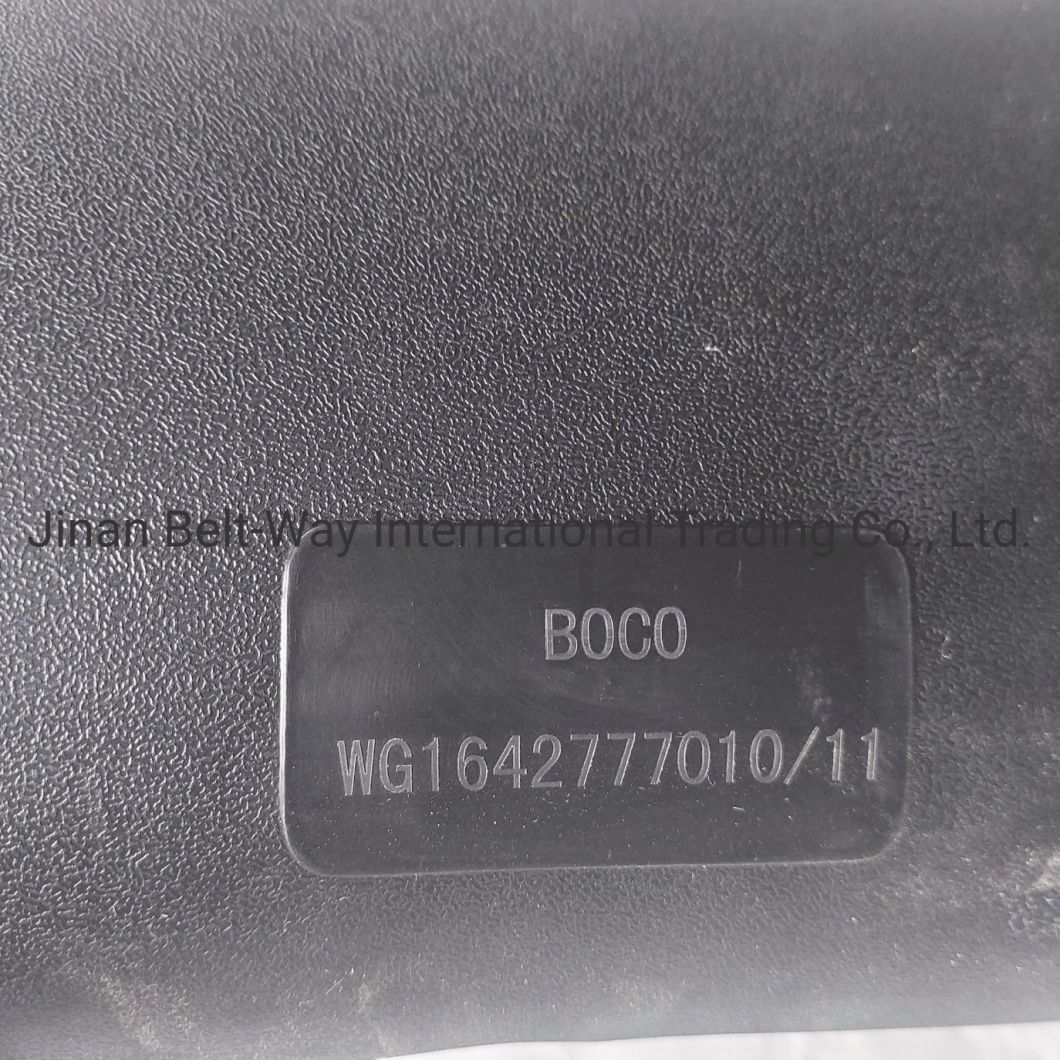 Jinan Belt-Way International Trading Co., Ltd.
BOCO
WG1642777010/11